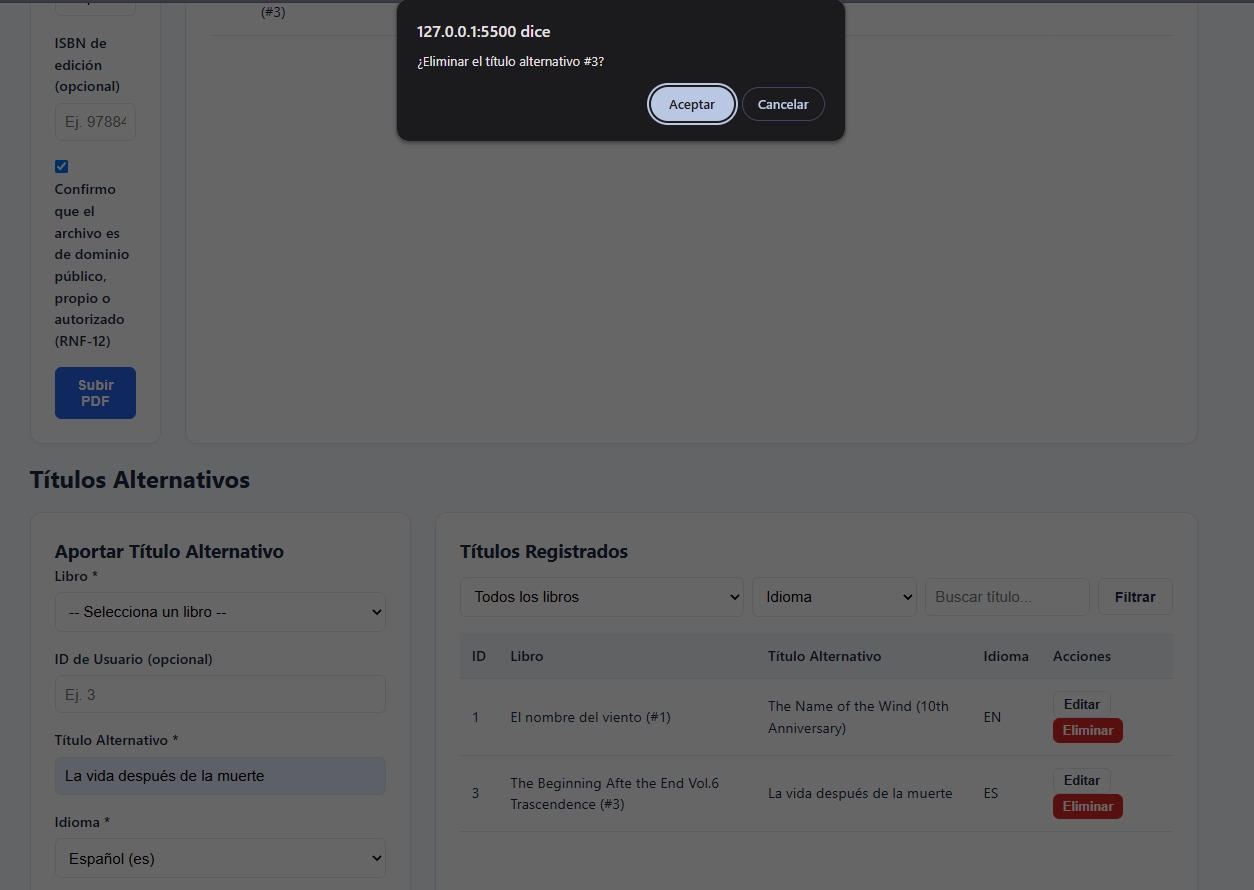 (#3)
127.0.0.1:5500 dice
¿Eliminar el título alternativo #3?
Aceptar
Cancelar
ISBN de
edición
(opcional)
Ej. 97884
Confirmo
que el
archivo es
de dominio
público,
propio o
autorizado
(RNF-12)
Subir
PDF
Títulos Alternativos
Aportar Título Alternativo
Libro *
-- Selecciona un libro --
ID de Usuario (opcional)
Ej. 3
Título Alternativo *
La vida después de la muerte
Idioma *
Español (es)
Títulos Registrados
Todos los libros
Idioma
Buscar título...
Filtrar
ID Libro Título Alternativo Idioma Acciones
1 El nombre del viento (#1) The Name of the Wind (10th
Anniversary) EN Editar
Eliminar
3 The Beginning Afte the End Vol.6
Trascendence (#3) La vida después de la muerte ES Editar
Eliminar